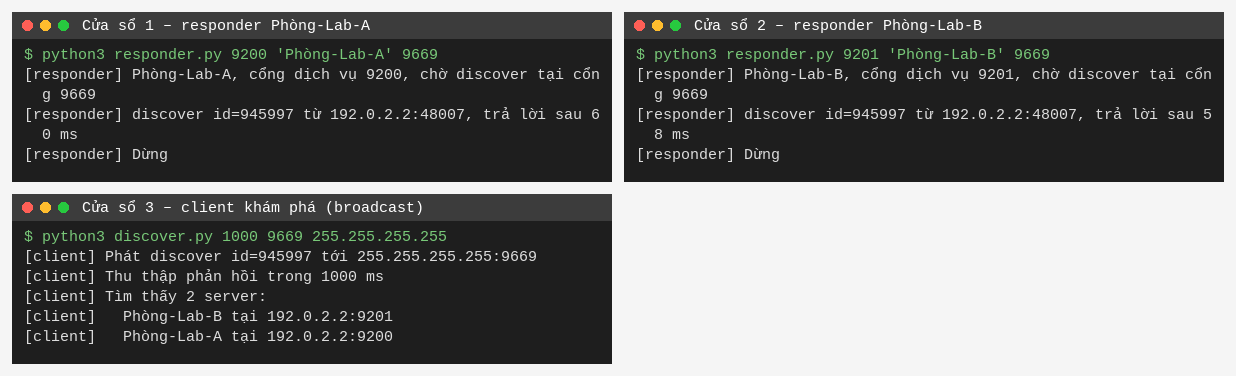 Cửa sổ 1 – responder Phòng-Lab-A
$ python3 responder.py 9200 'Phòng-Lab-A' 9669
[responder] Phòng-Lab-A, cổng dịch vụ 9200, chờ discover tại cổn
g 9669
[responder] discover id=945997 từ 192.0.2.2:48007, trả lời sau 6
0 ms
[responder] Dừng
Cửa sổ 2 – responder Phòng-Lab-B
$ python3 responder.py 9201 'Phòng-Lab-B' 9669
[responder] Phòng-Lab-B, cổng dịch vụ 9201, chờ discover tại cổn
g 9669
[responder] discover id=945997 từ 192.0.2.2:48007, trả lời sau 5
8 ms
[responder] Dừng
Cửa sổ 3 – client khám phá (broadcast)
$ python3 discover.py 1000 9669 255.255.255.255
[client] Phát discover id=945997 tới 255.255.255.255:9669
[client] Thu thập phản hồi trong 1000 ms
[client] Tìm thấy 2 server:
[client]   Phòng-Lab-B tại 192.0.2.2:9201
[client]   Phòng-Lab-A tại 192.0.2.2:9200